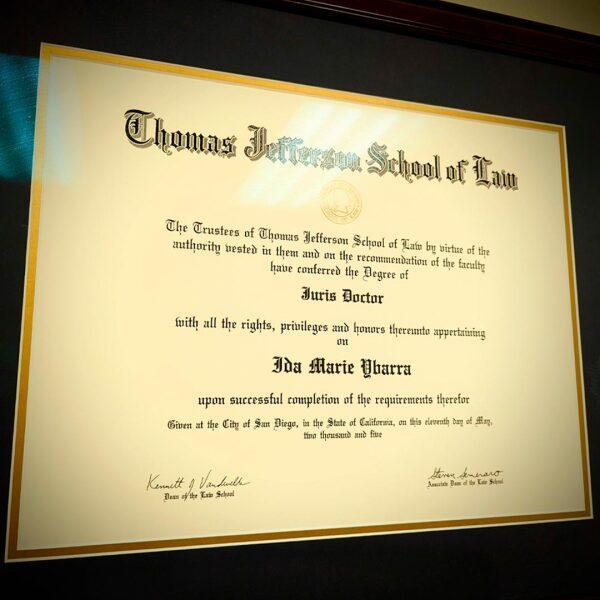 Thomas Jefferson School of Law
The Trustees of Thomas Jefferson School of Law by virtue of the
authority vested in them and on the recommendation of the faculty
have conferred the Degree of
Juris Doctor
with all the rights, privileges and honors thereunto appertaining
on
Ida Marie Ybarra
upon successful completion of the requirements therefor
Given at the City of San Diego, in the State of California, on this eleventh day of May,
two thousand and five
Kenneth J Vandevelde
Dean of the Law School
Steven Semeraro
Associate Dean of the Law School